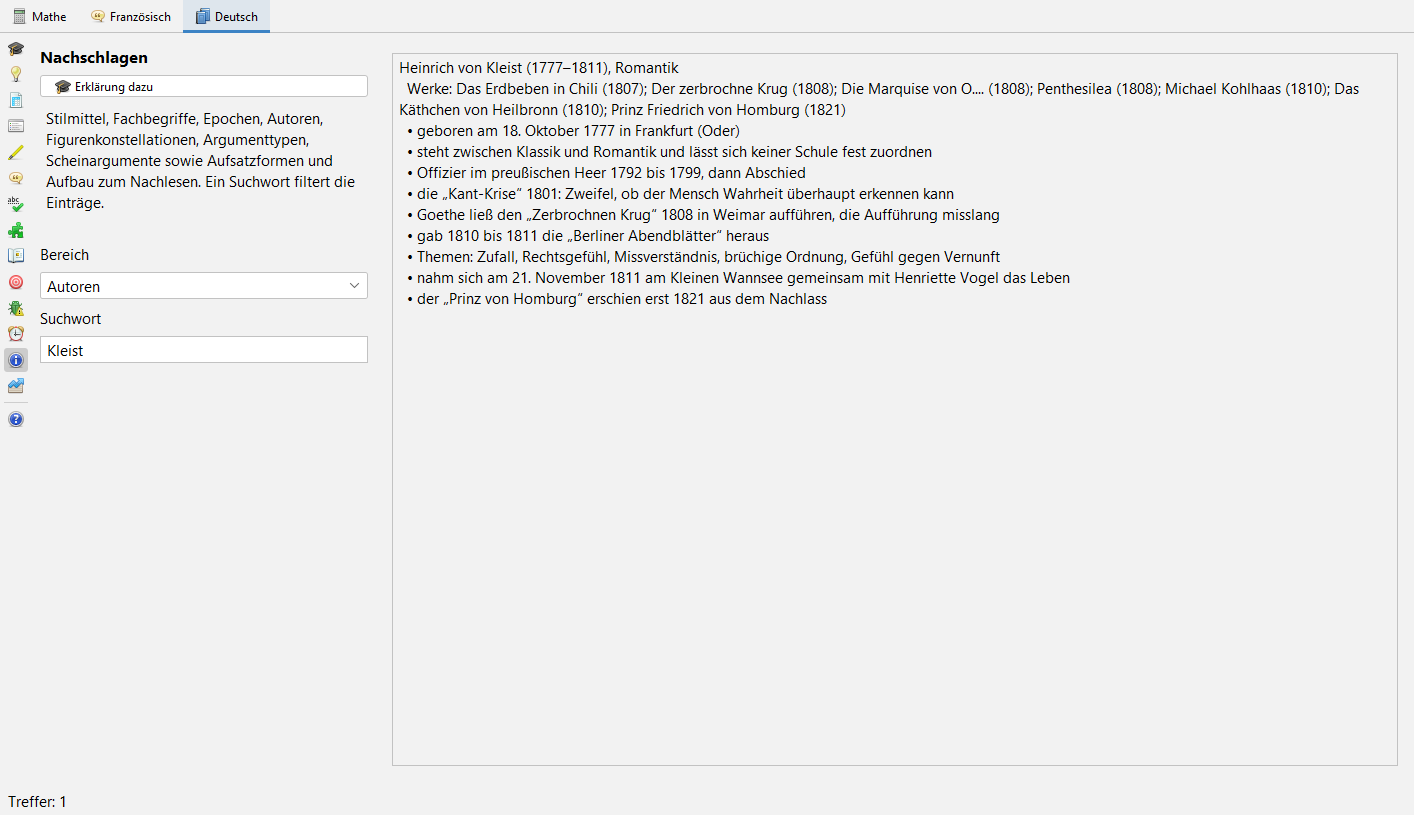 Mathe
Französisch
Deutsch
Nachschlagen
Erklärung dazu
Stilmittel, Fachbegriffe, Epochen, Autoren,
Figurenkonstellationen, Argumenttypen,
Scheinargumente sowie Aufsatzformen und
Aufbau zum Nachlesen. Ein Suchwort filtert die
Einträge.
Bereich
Autoren
Suchwort
Kleist
Heinrich von Kleist (1777–1811), Romantik
Werke: Das Erdbeben in Chili (1807); Der zerbrochne Krug (1808); Die Marquise von O.... (1808); Penthesilea (1808); Michael Kohlhaas (1810); Das
Käthchen von Heilbronn (1810); Prinz Friedrich von Homburg (1821)
• geboren am 18. Oktober 1777 in Frankfurt (Oder)
• steht zwischen Klassik und Romantik und lässt sich keiner Schule fest zuordnen
• Offizier im preußischen Heer 1792 bis 1799, dann Abschied
• die „Kant-Krise“ 1801: Zweifel, ob der Mensch Wahrheit überhaupt erkennen kann
• Goethe ließ den „Zerbrochnen Krug“ 1808 in Weimar aufführen, die Aufführung misslang
• gab 1810 bis 1811 die „Berliner Abendblätter“ heraus
• Themen: Zufall, Rechtsgefühl, Missverständnis, brüchige Ordnung, Gefühl gegen Vernunft
• nahm sich am 21. November 1811 am Kleinen Wannsee gemeinsam mit Henriette Vogel das Leben
• der „Prinz von Homburg“ erschien erst 1821 aus dem Nachlass
Treffer: 1